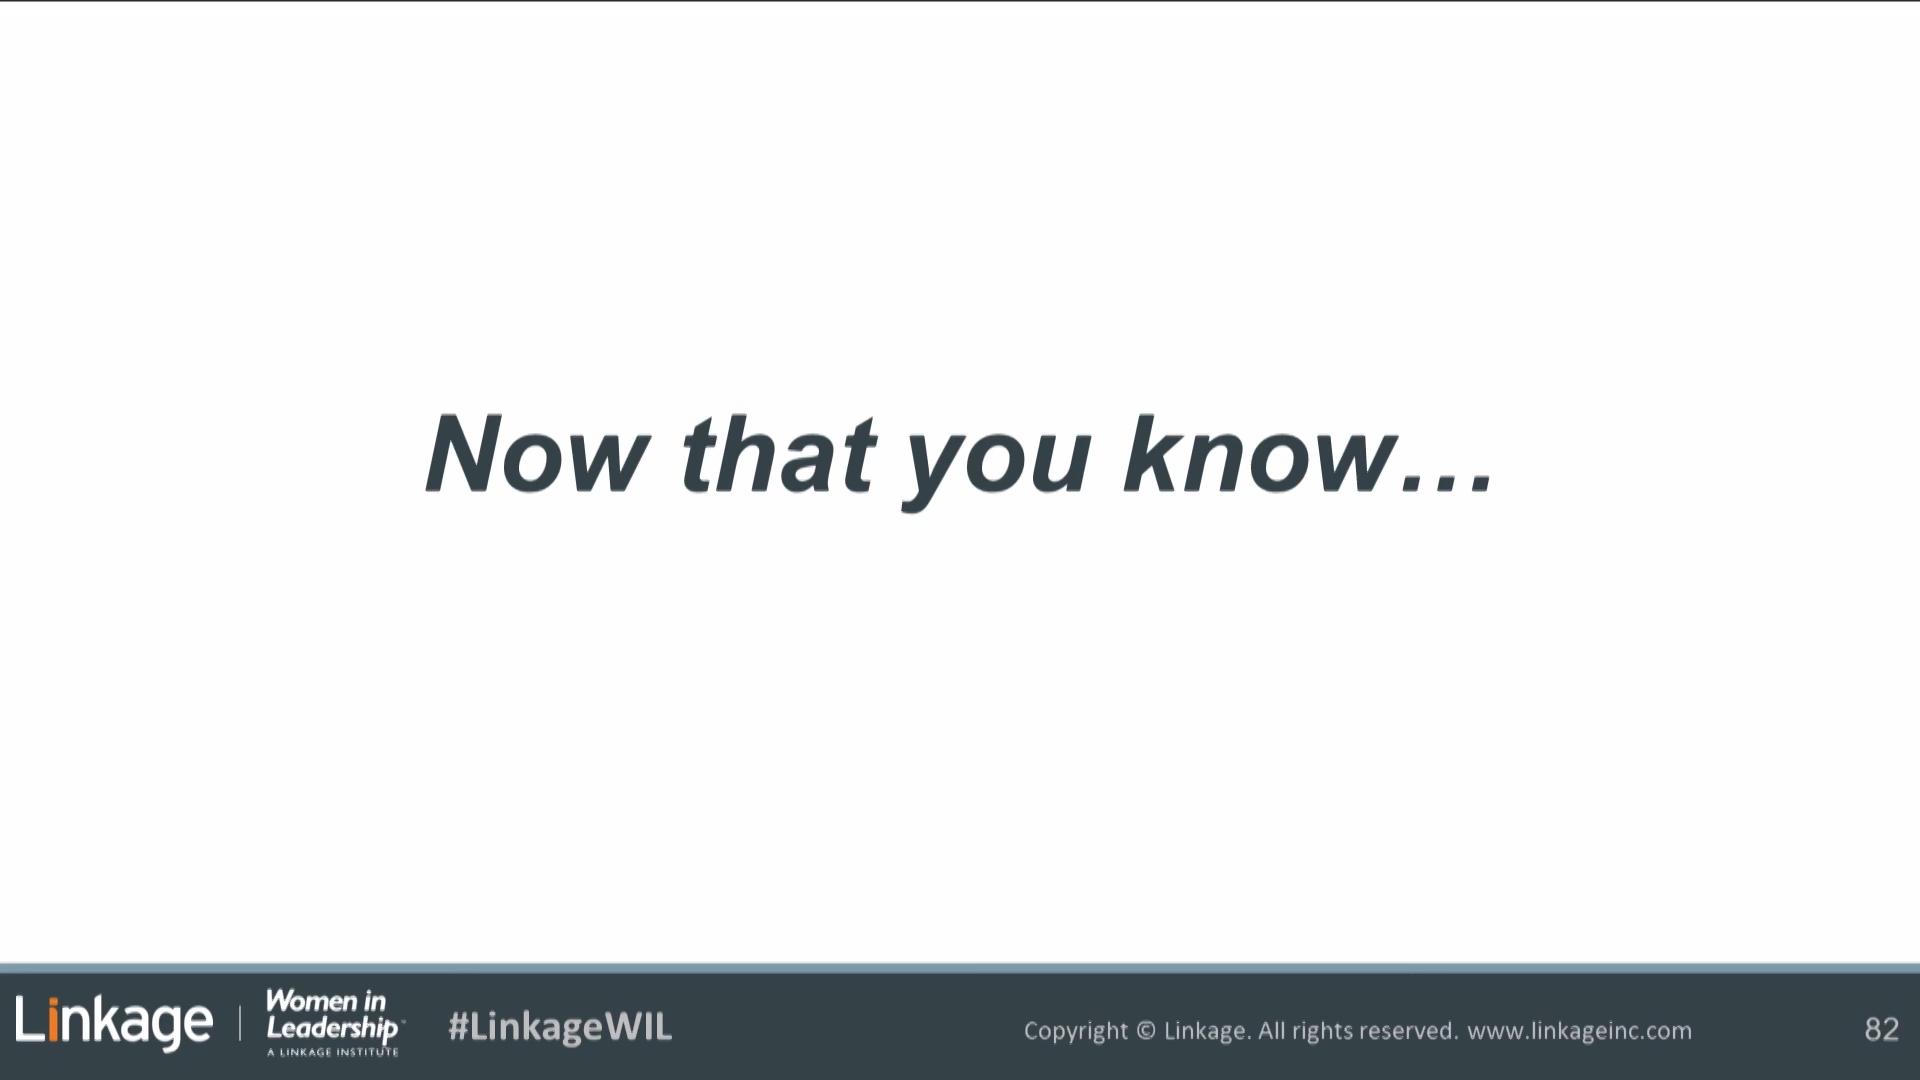 Now that you know...
Linkage
Women in
Leadership™
A LINKAGE INSTITUTE
#LinkageWIL
Copyright © Linkage. All rights reserved. www.linkageinc.com
82